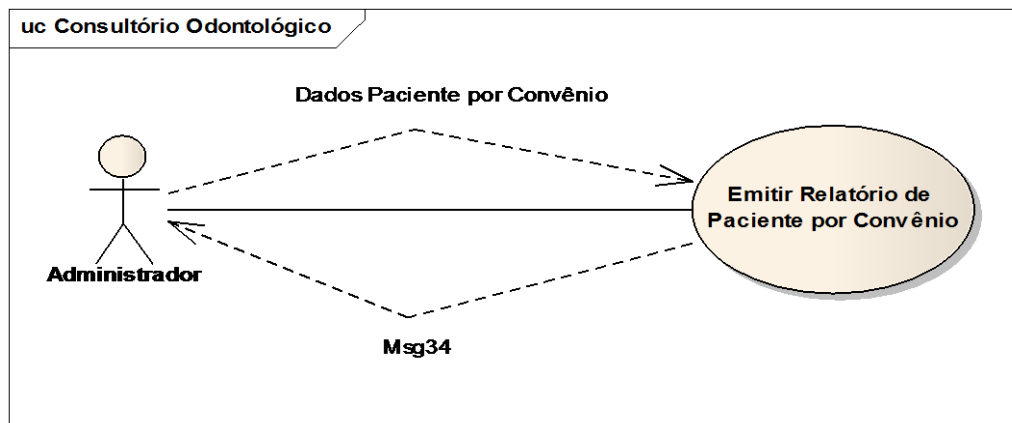 uc Consultório Odontológico
Dados Paciente por Convênio
Emitir Relatório de
Paciente por Convênio
Administrador
Msg34